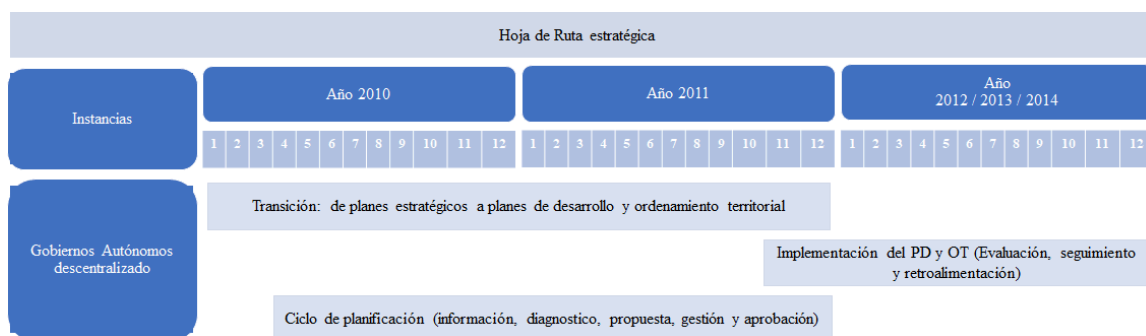 Hoja de Ruta estratégica
Instancias
Año 2010
Año 2011
Año
2012 / 2013 / 2014
1 2 3 4 5 6 7 8 9 10 11 12
1 2 3 4 5 6 7 8 9 10 11 12
1 2 3 4 5 6 7 8 9 10 11 12
Gobiernos Autónomos
descentralizado
Transición: de planes estratégicos a planes de desarrollo y ordenamiento territorial
Implementación del PD y OT (Evaluación, seguimiento
y retroalimentación)
Ciclo de planificación (información, diagnostico, propuesta, gestión y aprobación)